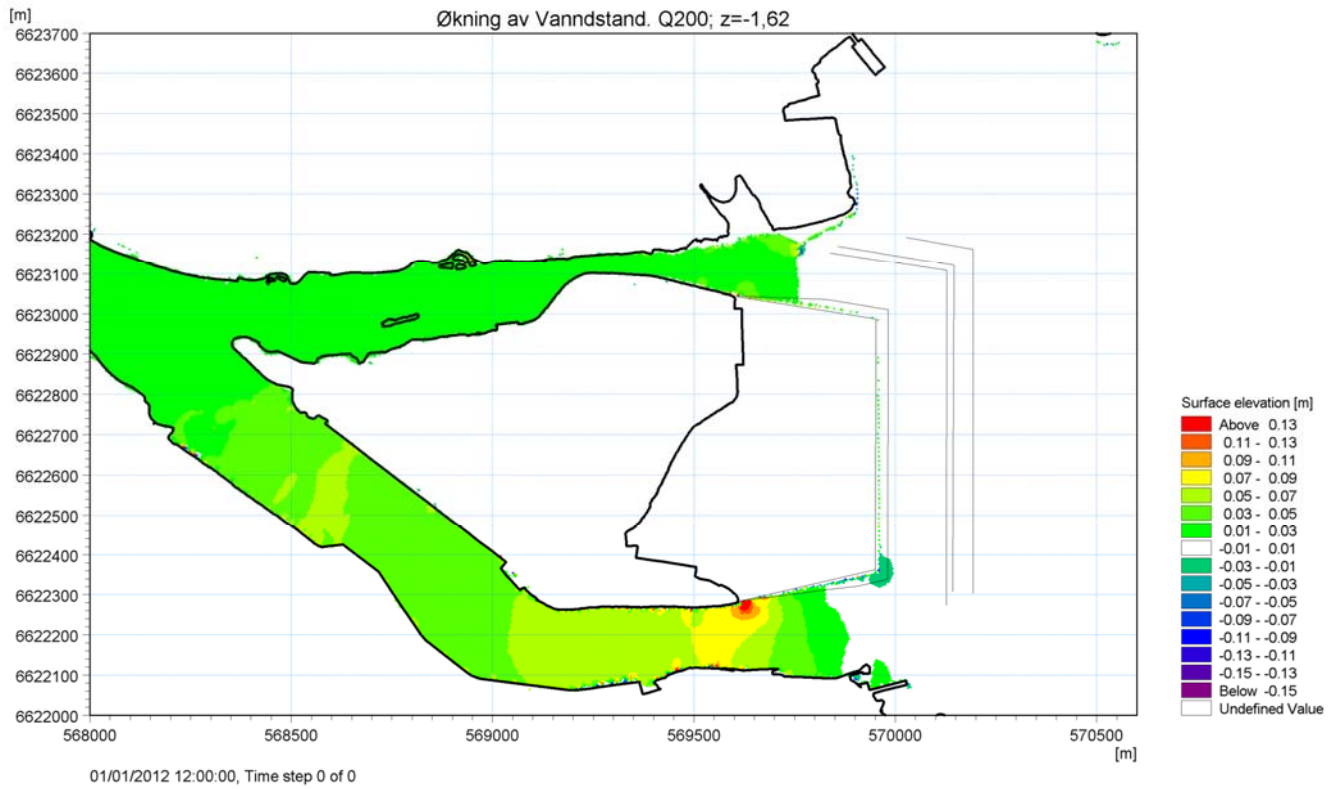 [m]
Økning av Vanndstand. Q200; z=-1,62
6623700
6623600
6623500
6623400
6623300
6623200
6623100
6623000
6622900
6622800
6622700
6622600
6622500
6622400
6622300
6622200
6622100
6622000
568000 568500 569000 569500 570000 570500
[m]
01/01/2012 12:00:00, Time step 0 of 0
Surface elevation [m]
Above 0.13
0.11 - 0.13
0.09 - 0.11
0.07 - 0.09
0.05 - 0.07
0.03 - 0.05
0.01 - 0.03
-0.01 - 0.01
-0.03 - -0.01
-0.05 - -0.03
-0.07 - -0.05
-0.09 - -0.07
-0.11 - -0.09
-0.13 - -0.11
-0.15 - -0.13
Below -0.15
Undefined Value